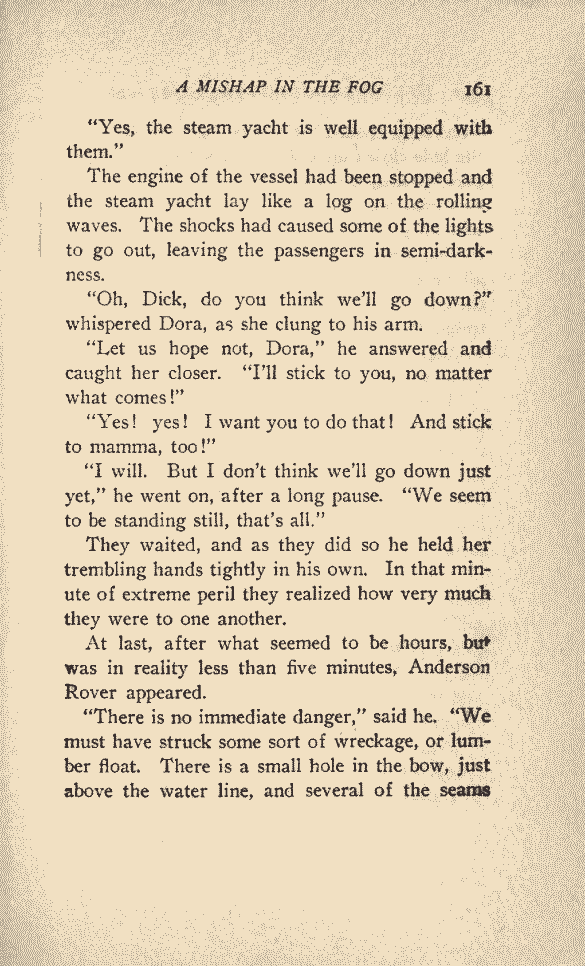 A MISHAP IN THE FOG 161
"Yes, the steam yacht is well equipped with
them."
The engine of the vessel had been stopped and
the steam yacht lay like a log on the rolling
waves. The shocks had caused some of the lights
to go out, leaving the passengers in semi-dark-
ness.
"Oh, Dick, do you think we'll go down?"
whispered Dora, as she clung to his arm.
"Let us hope not, Dora," he answered and
caught her closer. "I'll stick to you, no matter
what comes!"
"Yes! yes! I want you to do that! And stick
to mamma, too!"
"I will. But I don't think we'll go down just
yet," he went on, after a long pause. "We seem
to be standing still, that's all."
They waited, and as they did so he held her
trembling hands tightly in his own. In that min-
ute of extreme peril they realized how very much
they were to one another.
At last, after what seemed to be hours, but
was in reality less than five minutes, Anderson
Rover appeared.
"There is no immediate danger," said he. "We
must have struck some sort of wreckage, or lum-
ber float. There is a small hole in the bow, just
above the water line, and several of the seams